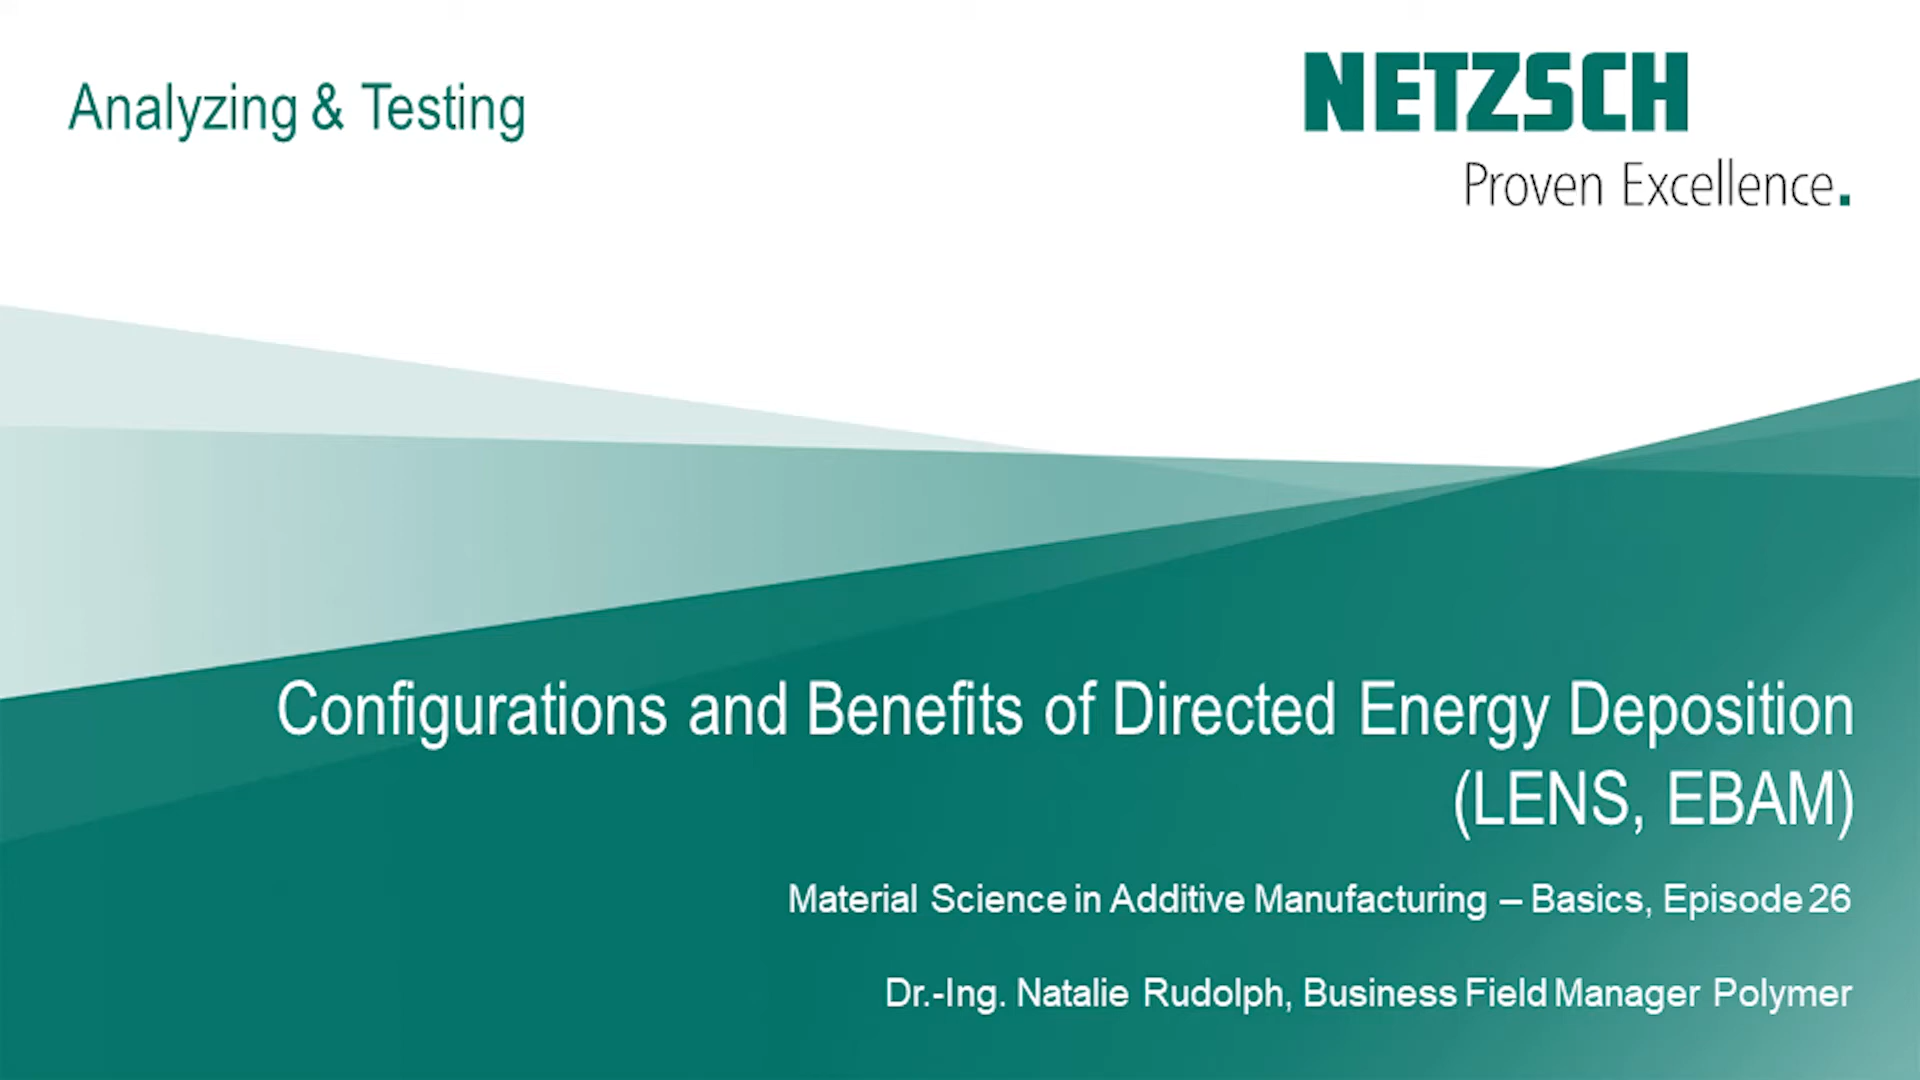 Analyzing & Testing
NETZSCH
Proven Excellence.
Configurations and Benefits of Directed Energy Deposition
(LENS, EBAM)
Material Science in Additive Manufacturing – Basics, Episode 26
Dr.-Ing. Natalie Rudolph, Business Field Manager Polymer